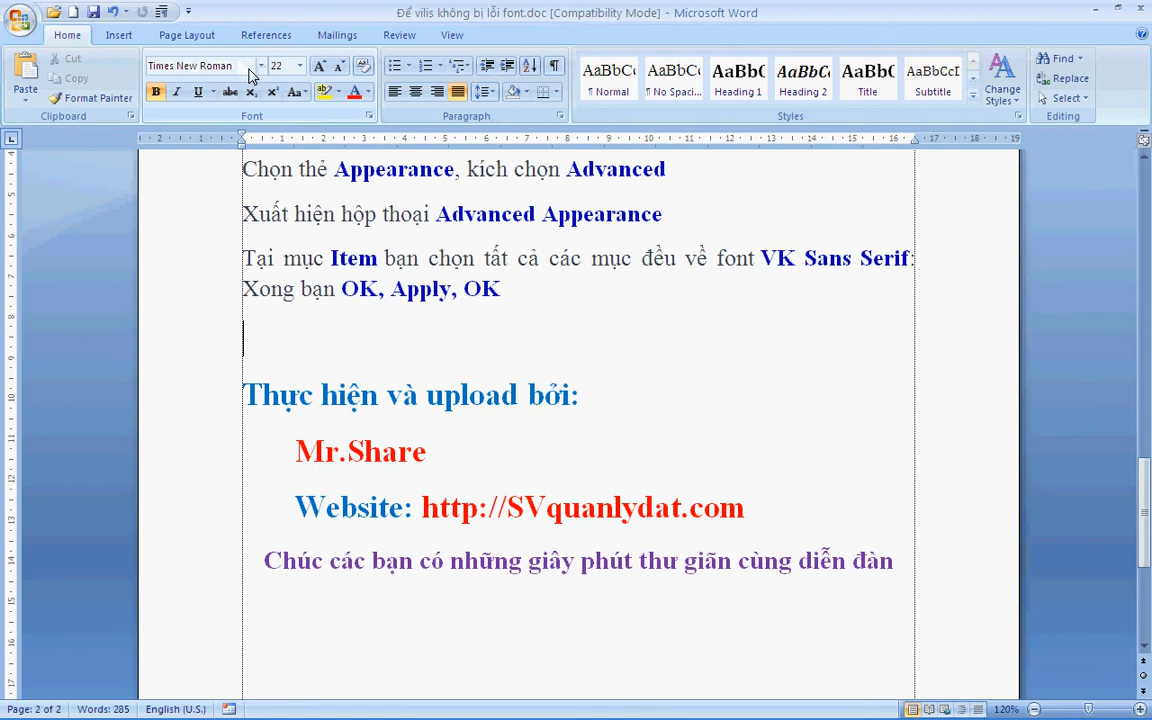 Để vilis không bị lỗi font.doc [Compatibility Mode] - Microsoft Word
Home Insert Page Layout References Mailings Review View
Paste
Cut
Copy
Format Painter
Clipboard
Times New Roman 22
Font
Paragraph
AaBbCc AaBbCc AaBbC AaBbCc AaBbC AaBbCcI
¶ Normal ¶ No Spaci... Heading 1 Heading 2 Title Subtitle
Change Styles
Styles
Find
Replace
Select
Editing
Chọn thẻ Appearance, kích chọn Advanced
Xuất hiện hộp thoại Advanced Appearance
Tại mục Item bạn chọn tất cả các mục đều về font VK Sans Serif:
Xong bạn OK, Apply, OK
Thực hiện và upload bởi:
Mr.Share
Website: http://SVquanlydat.com
Chúc các bạn có những giây phút thư giãn cùng diễn đàn
Page: 2 of 2 Words: 285 English (U.S.) 120%